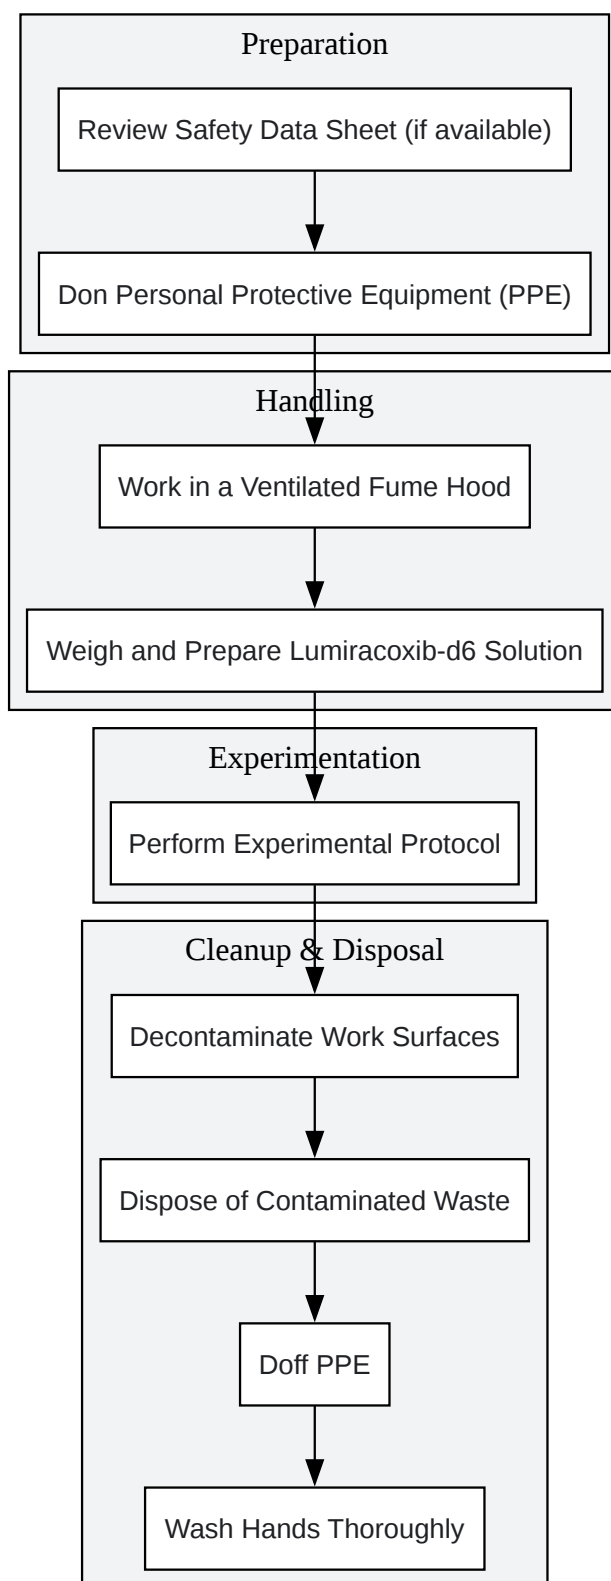 Preparation
Review Safety Data Sheet (if available)
Don Personal Protective Equipment (PPE)
Handling
Work in a Ventilated Fume Hood
Weigh and Prepare Lumiracoxib-d6 Solution
Experimentation
Perform Experimental Protocol
Cleanup & Disposal
Decontaminate Work Surfaces
Dispose of Contaminated Waste
Doff PPE
Wash Hands Thoroughly